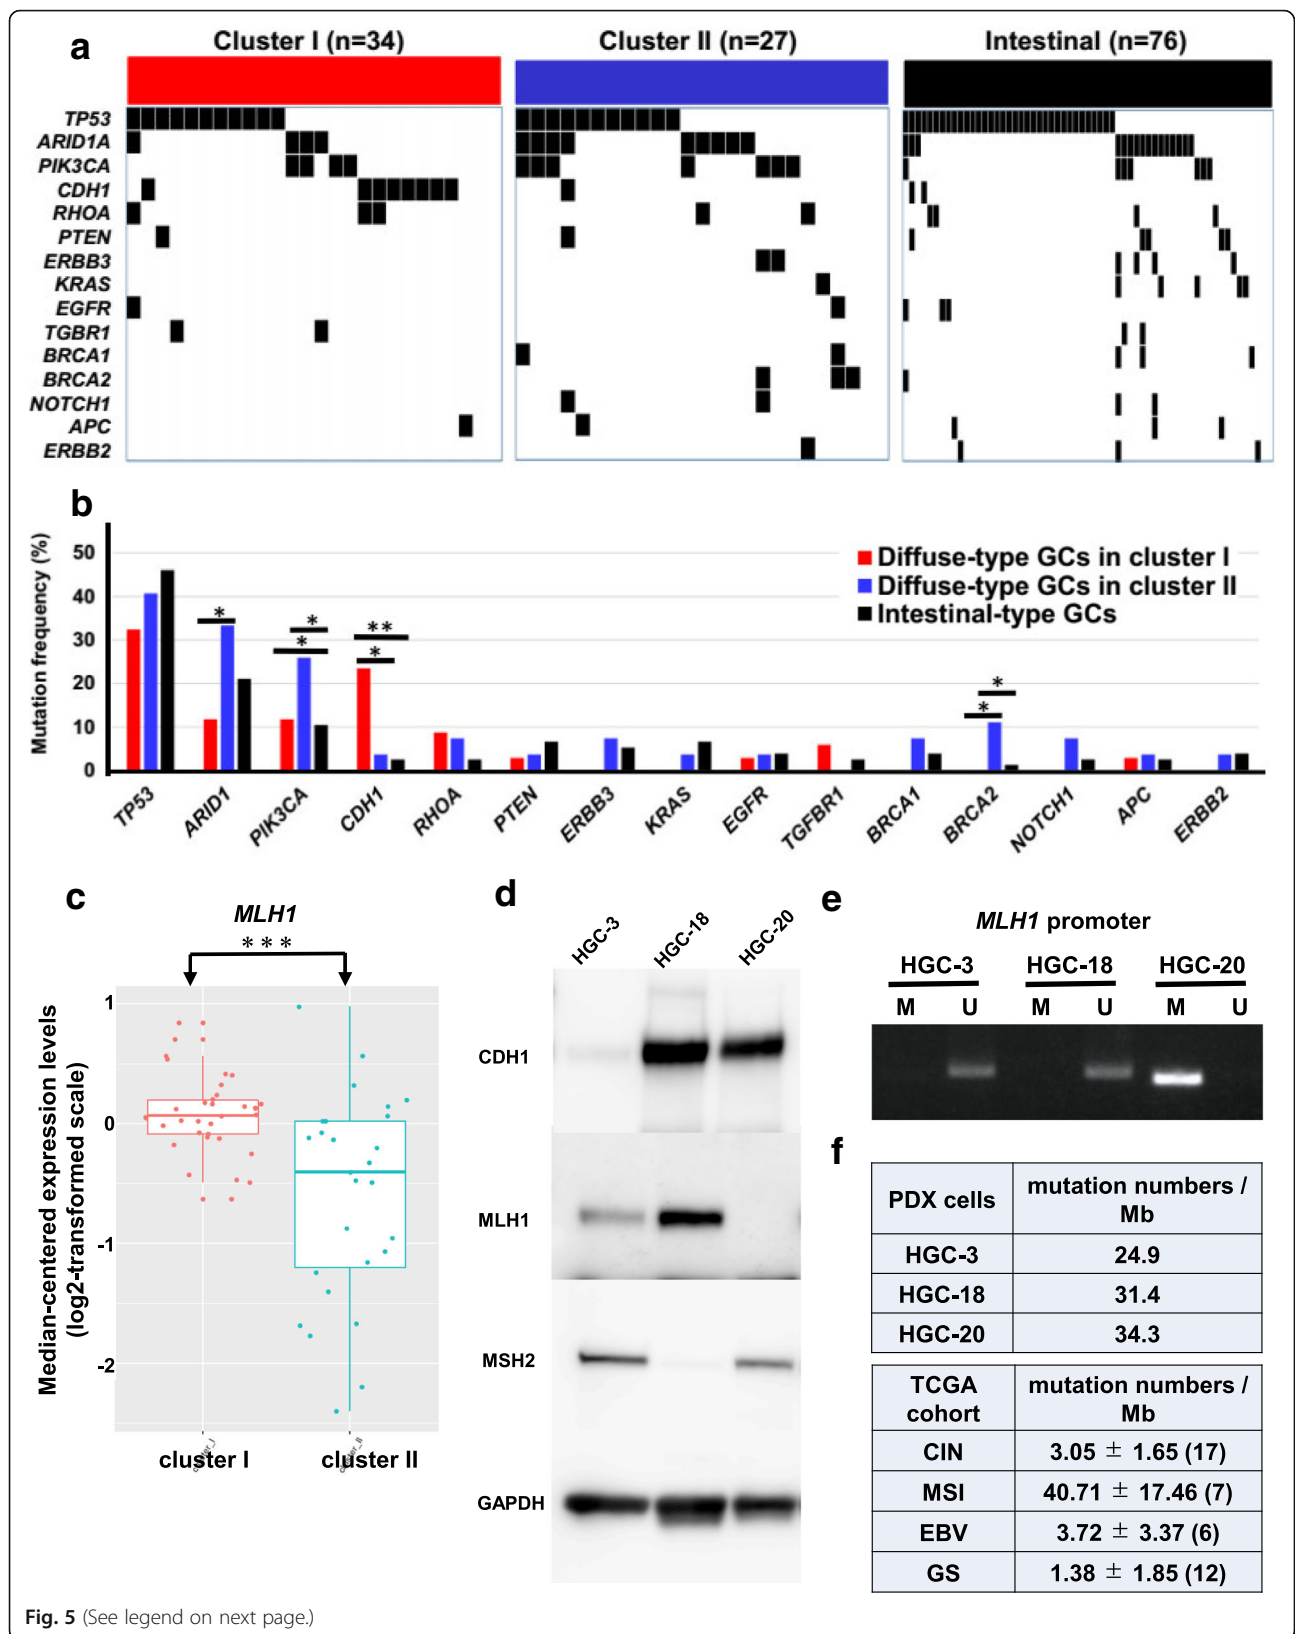 a
Cluster I (n=34)
Cluster II (n=27)
Intestinal (n=76)
TP53
ARID1A
PIK3CA
CDH1
RHOA
PTEN
ERBB3
KRAS
EGFR
TGBR1
BRCA1
BRCA2
NOTCH1
APC
ERBB2
b
Mutation frequency (%)
50
40
30
20
10
0
Diffuse-type GCs in cluster I
Diffuse-type GCs in cluster II
Intestinal-type GCs
*
*
*
**
*
*
*
TP53
ARID1
PIK3CA
CDH1
RHOA
PTEN
ERBB3
KRAS
EGFR
TGFBR1
BRCA1
BRCA2
NOTCH1
APC
ERBB2
c
MLH1
***
Median-centered expression levels
(log2-transformed scale)
1
0
-1
-2
cluster_I
cluster_II
cluster I
cluster II
d
HGC-3
HGC-18
HGC-20
CDH1
MLH1
MSH2
GAPDH
e
MLH1 promoter
HGC-3
HGC-18
HGC-20
M U M U M U
f
PDX cells
mutation numbers /
Mb
HGC-3 24.9
HGC-18 31.4
HGC-20 34.3
TCGA
cohort
mutation numbers /
Mb
CIN 3.05 ± 1.65 (17)
MSI 40.71 ± 17.46 (7)
EBV 3.72 ± 3.37 (6)
GS 1.38 ± 1.85 (12)
Fig. 5 (See legend on next page.)